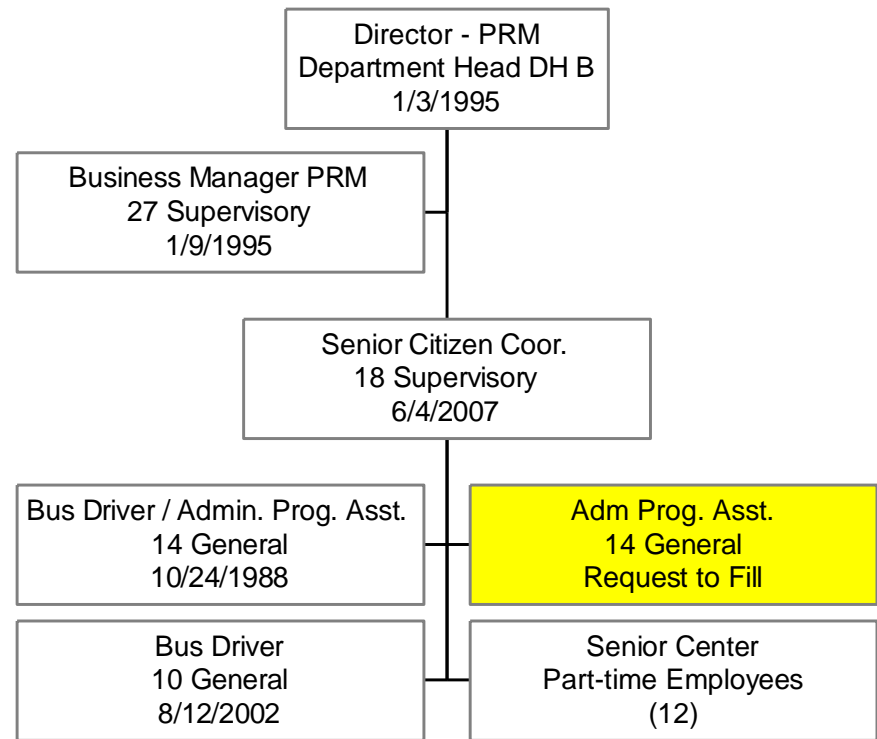 Director - PRM
Department Head DH B
1/3/1995
Business Manager PRM
27 Supervisory
1/9/1995
Senior Citizen Coor.
18 Supervisory
6/4/2007
Bus Driver / Admin. Prog. Asst.
14 General
10/24/1988
Adm Prog. Asst.
14 General
Request to Fill
Bus Driver
10 General
8/12/2002
Senior Center
Part-time Employees
(12)